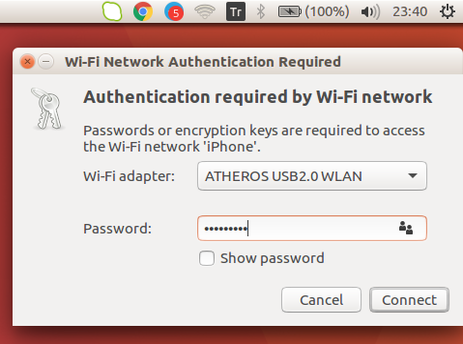 5 Tr (100%) 23:40
Wi-Fi Network Authentication Required
Authentication required by Wi-Fi network
Passwords or encryption keys are required to access
the Wi-Fi network 'iPhone'.
Wi-Fi adapter: ATHEROS USB2.0 WLAN
Password: •••••••••
Show password
Cancel Connect